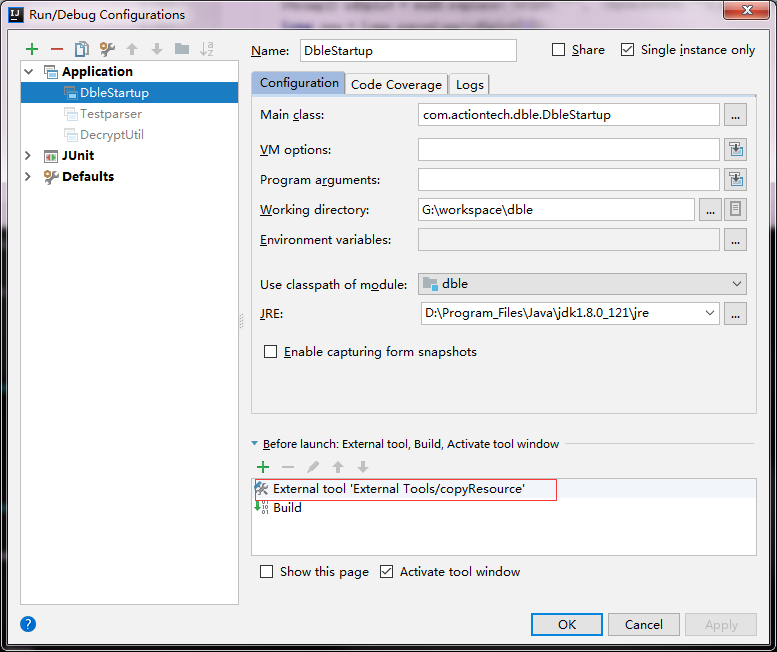 Run/Debug Configurations
Name: DbleStartup Share Single instance only
Application
DbleStartup
Testparser
DecryptUtil
JUnit
Defaults
Configuration Code Coverage Logs
Main class: com.actiontech.dble.DbleStartup ...
VM options:
Program arguments:
Working directory: G:\workspace\dble ...
Environment variables: ...
Use classpath of module: dble
JRE: D:\Program_Files\Java\jdk1.8.0_121\jre ...
Enable capturing form snapshots
Before launch: External tool, Build, Activate tool window
External tool 'External Tools/copyResource'
Build
Show this page Activate tool window
? OK Cancel Apply